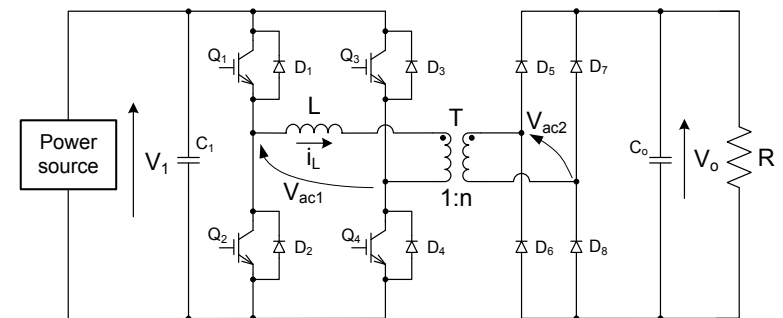 Q1
D1
Q3
D3
D5
D7
L
T
Vac2
Power
source
V1
C1
iL
Co
Vo
R
Vac1
1:n
Q2
D2
Q4
D4
D6
D8